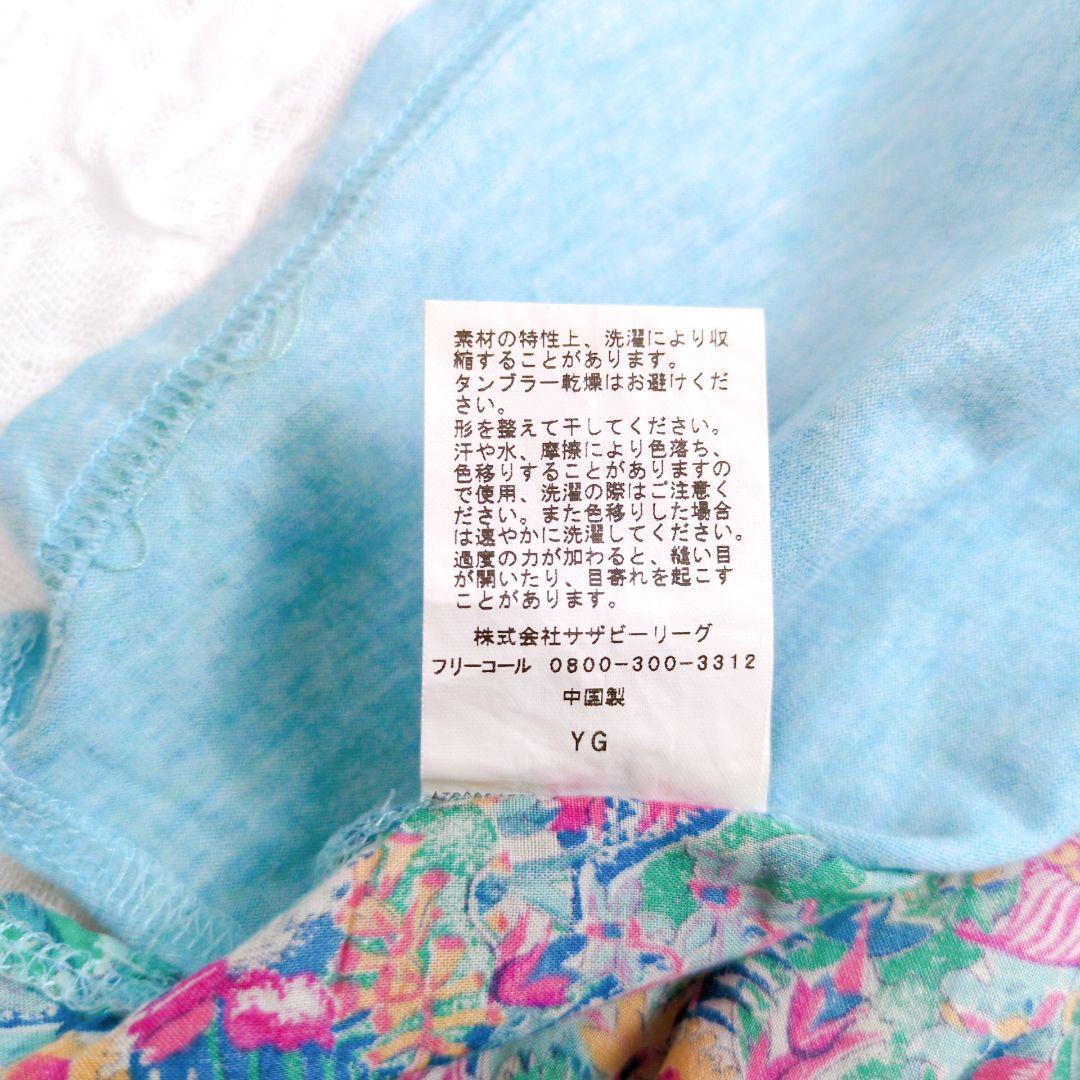 素材の特性上、洗濯により収
縮することがあります。
タンブラー乾燥はお避けくだ
さい。
形を整えて干してください。
汗や水、摩擦により色落ち、
色移りすることがありますの
で使用、洗濯の際はご注意く
ださい。また色移りした場合
は速やかに洗濯してください。
過度の力が加わると、縫い目
が開いたり、目寄れを起こす
ことがあります。
株式会社サザビーリーグ
フリーコール 0800-300-3312
中国製
YG